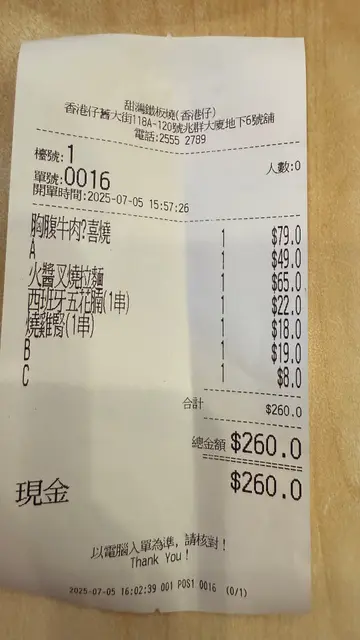 甜灣鐵板燒(香港仔)
香港仔舊大街118A-120號兆群大廈地下6號舖
電話:2555 2789
檯號:1 人數:0
單號:0016
開單時間:2025-07-05 15:57:26
胸腹牛肉?喜燒 1 $79.0
A 1 $49.0
火醬叉燒拉麵 1 $65.0
西班牙五花腩(1串) 1 $22.0
燒雞腎(1串) 1 $18.0
B 1 $19.0
C 1 $8.0
合計 $260.0
總金額 $260.0
現金 $260.0
以電腦入單為準, 請核對!
Thank You!
2025-07-05 16:02:39 001 POS1 0016 (0/1)